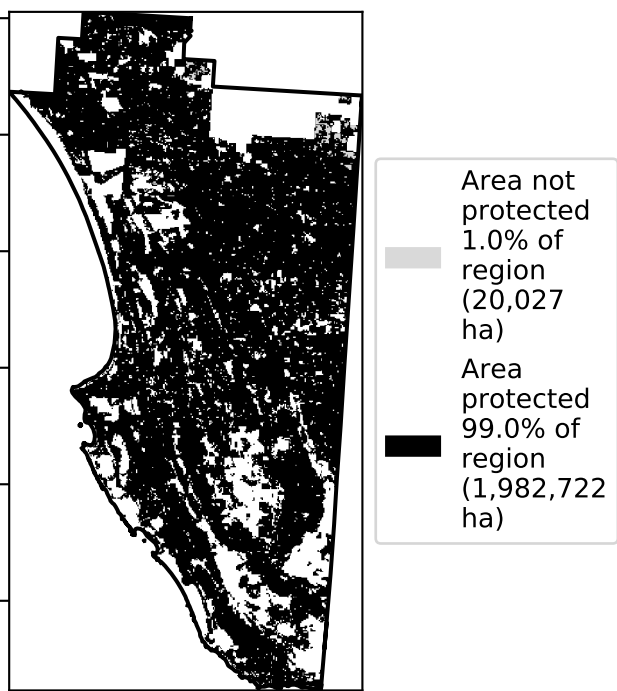 Area not
protected
1.0% of
region
(20,027
ha)
Area
protected
99.0% of
region
(1,982,722
ha)